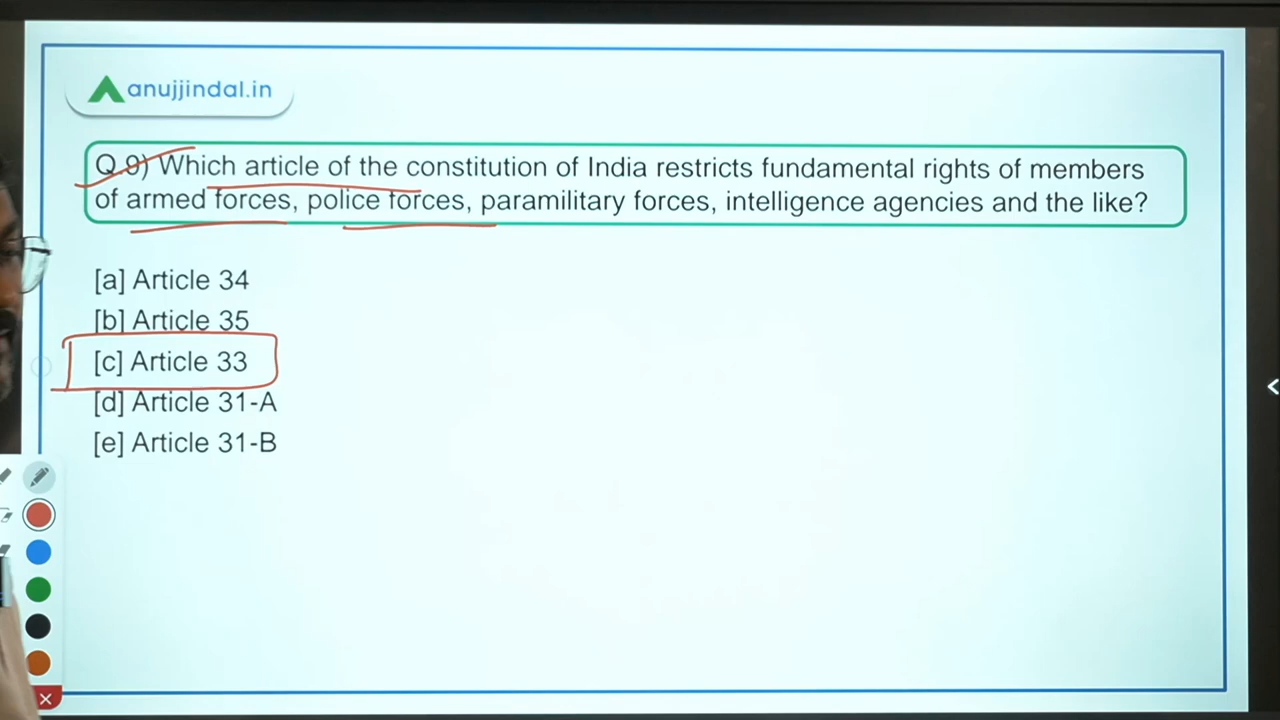 anujjindal.in
Q.9) Which article of the constitution of India restricts fundamental rights of members
of armed forces, police forces, paramilitary forces, intelligence agencies and the like?
[a] Article 34
[b] Article 35
[c] Article 33
[d] Article 31-A
[e] Article 31-B